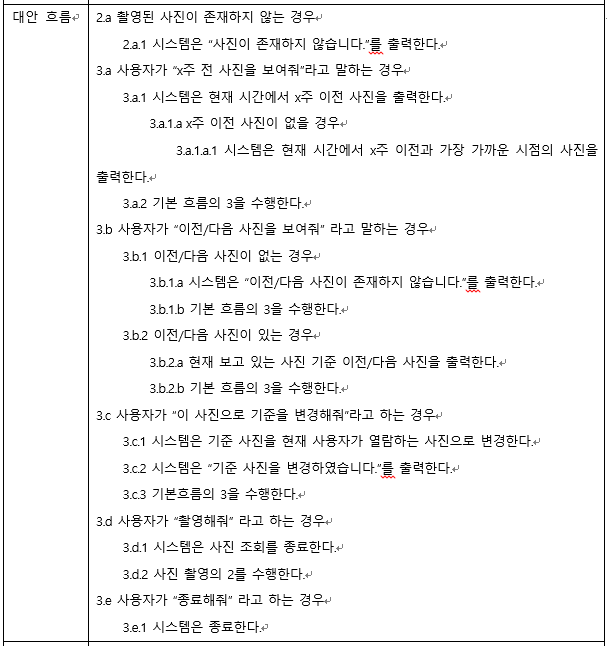 대안 흐름
2.a 촬영된 사진이 존재하지 않는 경우
2.a.1 시스템은 “사진이 존재하지 않습니다.”를 출력한다.
3.a 사용자가 “x주 전 사진을 보여줘”라고 말하는 경우
3.a.1 시스템은 현재 시간에서 x주 이전 사진을 출력한다.
3.a.1.a x주 이전 사진이 없을 경우
3.a.1.a.1 시스템은 현재 시간에서 x주 이전과 가장 가까운 시점의 사진을
출력한다.
3.a.2 기본 흐름의 3을 수행한다.
3.b 사용자가 “이전/다음 사진을 보여줘” 라고 말하는 경우
3.b.1 이전/다음 사진이 없는 경우
3.b.1.a 시스템은 “이전/다음 사진이 존재하지 않습니다.”를 출력한다.
3.b.1.b 기본 흐름의 3을 수행한다.
3.b.2 이전/다음 사진이 있는 경우
3.b.2.a 현재 보고 있는 사진 기준 이전/다음 사진을 출력한다.
3.b.2.b 기본 흐름의 3을 수행한다.
3.c 사용자가 “이 사진으로 기준을 변경해줘”라고 하는 경우
3.c.1 시스템은 기준 사진을 현재 사용자가 열람하는 사진으로 변경한다.
3.c.2 시스템은 “기준 사진을 변경하였습니다.”를 출력한다.
3.c.3 기본흐름의 3을 수행한다.
3.d 사용자가 “촬영해줘” 라고 하는 경우
3.d.1 시스템은 사진 조회를 종료한다.
3.d.2 사진 촬영의 2를 수행한다.
3.e 사용자가 “종료해줘” 라고 하는 경우
3.e.1 시스템은 종료한다.